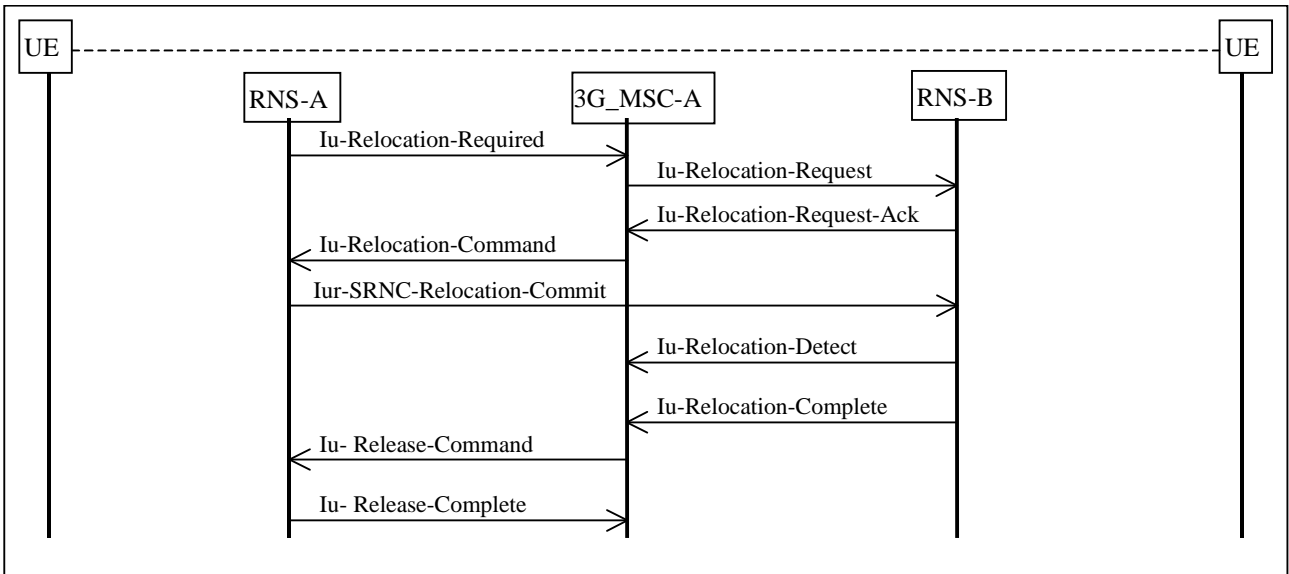 UE
UE
RNS-A
3G_MSC-A
RNS-B
Iu-Relocation-Required
Iu-Relocation-Request
Iu-Relocation-Request-Ack
Iu-Relocation-Command
Iur-SRNC-Relocation-Commit
Iu-Relocation-Detect
Iu-Relocation-Complete
Iu- Release-Command
Iu- Release-Complete